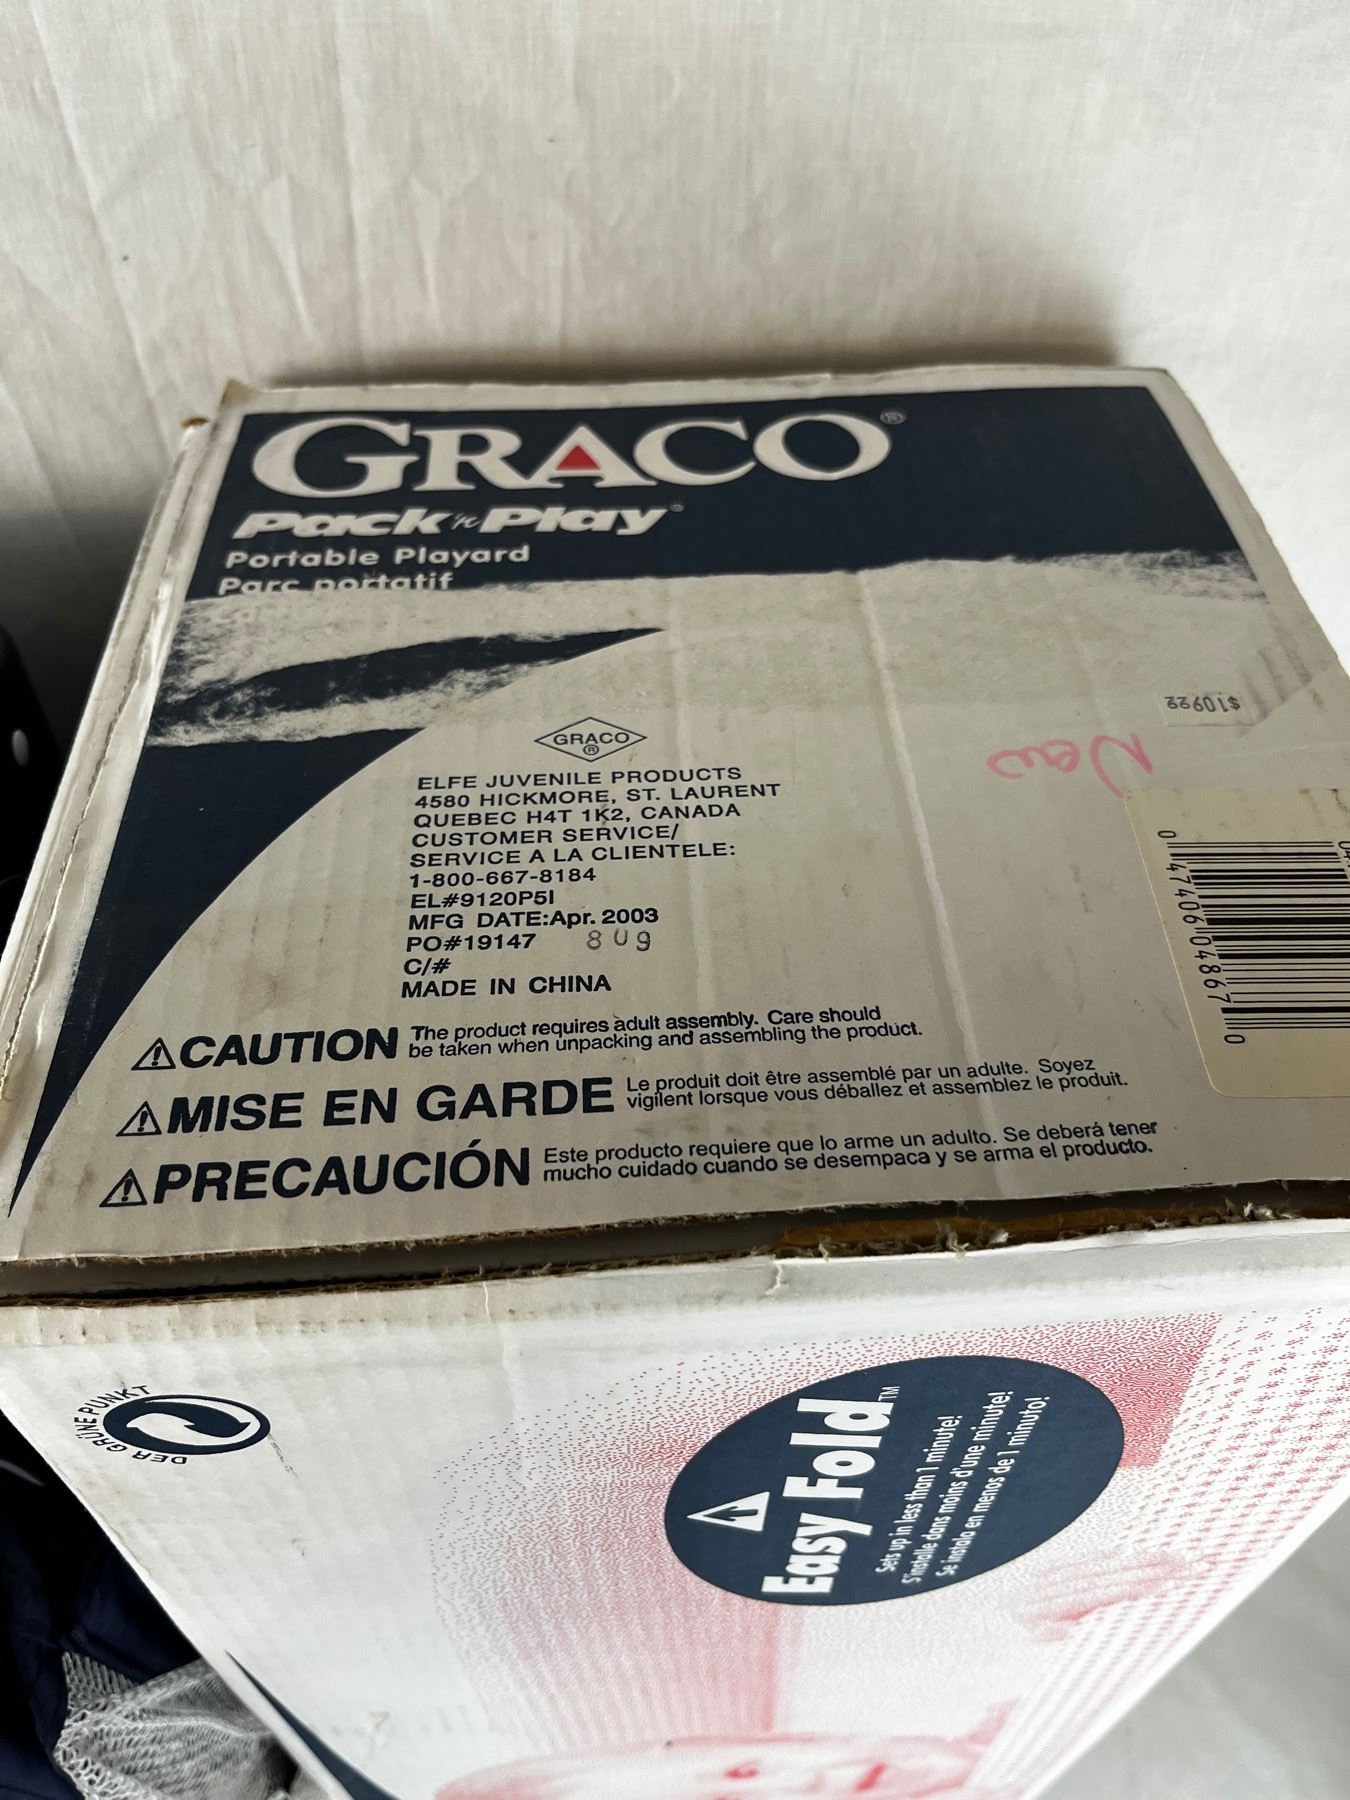 GRACO®
Pack 'n Play®
Portable Playard
Parc portatif
$109⁹⁹
New
GRACO
®
ELFE JUVENILE PRODUCTS
4580 HICKMORE, ST. LAURENT
QUEBEC H4T 1K2, CANADA
CUSTOMER SERVICE/
SERVICE A LA CLIENTELE:
1-800-667-8184
EL#9120P5I
MFG DATE:Apr. 2003
PO#19147 809
C/#
MADE IN CHINA
0 47406 04867 0
⚠CAUTION The product requires adult assembly. Care should
be taken when unpacking and assembling the product.
⚠MISE EN GARDE Le produit doit être assemblé par un adulte. Soyez
vigilent lorsque vous déballez et assemblez le produit.
⚠PRECAUCIÓN Este producto requiere que lo arme un adulto. Se deberá tener
mucho cuidado cuando se desempaca y se arma el producto.
DER GRÜNE PUNKT
Easy Fold™
Sets up in less than 1 minute!
S'installe dans moins d'une minute!
Se instala en menos de 1 minuto!